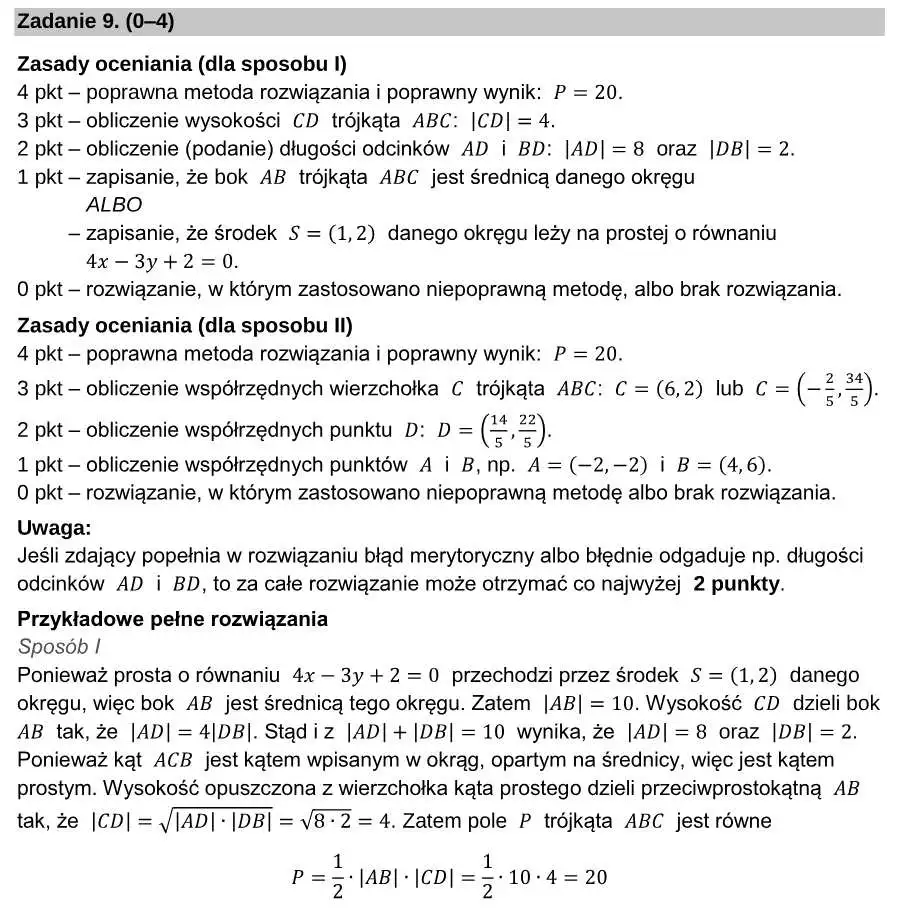 Zadanie 9. (0–4)
Zasady oceniania (dla sposobu I)
4 pkt – poprawna metoda rozwiązania i poprawny wynik: P = 20.
3 pkt – obliczenie wysokości CD trójkąta ABC: |CD| = 4.
2 pkt – obliczenie (podanie) długości odcinków AD i BD: |AD| = 8 oraz |DB| = 2.
1 pkt – zapisanie, że bok AB trójkąta ABC jest średnicą danego okręgu
ALBO
– zapisanie, że środek S = (1, 2) danego okręgu leży na prostej o równaniu
4x − 3y + 2 = 0.
0 pkt – rozwiązanie, w którym zastosowano niepoprawną metodę, albo brak rozwiązania.
Zasady oceniania (dla sposobu II)
4 pkt – poprawna metoda rozwiązania i poprawny wynik: P = 20.
3 pkt – obliczenie współrzędnych wierzchołka C trójkąta ABC: C = (6, 2) lub C = (−2/5, 34/5).
2 pkt – obliczenie współrzędnych punktu D: D = (14/5, 22/5).
1 pkt – obliczenie współrzędnych punktów A i B, np. A = (−2, −2) i B = (4, 6).
0 pkt – rozwiązanie, w którym zastosowano niepoprawną metodę albo brak rozwiązania.
Uwaga:
Jeśli zdający popełnia w rozwiązaniu błąd merytoryczny albo błędnie odgaduje np. długości
odcinków AD i BD, to za całe rozwiązanie może otrzymać co najwyżej 2 punkty.
Przykładowe pełne rozwiązania
Sposób I
Ponieważ prosta o równaniu 4x − 3y + 2 = 0 przechodzi przez środek S = (1, 2) danego
okręgu, więc bok AB jest średnicą tego okręgu. Zatem |AB| = 10. Wysokość CD dzieli bok
AB tak, że |AD| = 4|DB|. Stąd i z |AD| + |DB| = 10 wynika, że |AD| = 8 oraz |DB| = 2.
Ponieważ kąt ACB jest kątem wpisanym w okrąg, opartym na średnicy, więc jest kątem
prostym. Wysokość opuszczona z wierzchołka kąta prostego dzieli przeciwprostokątną AB
tak, że |CD| = √(|AD| · |DB|) = √(8 · 2) = 4. Zatem pole P trójkąta ABC jest równe
P = 1/2 · |AB| · |CD| = 1/2 · 10 · 4 = 20